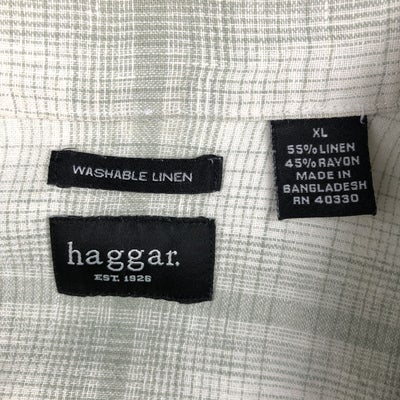 WASHABLE LINEN
haggar.
EST. 1926
XL
55% LINEN
45% RAYON
MADE IN
BANGLADESH
RN 40330